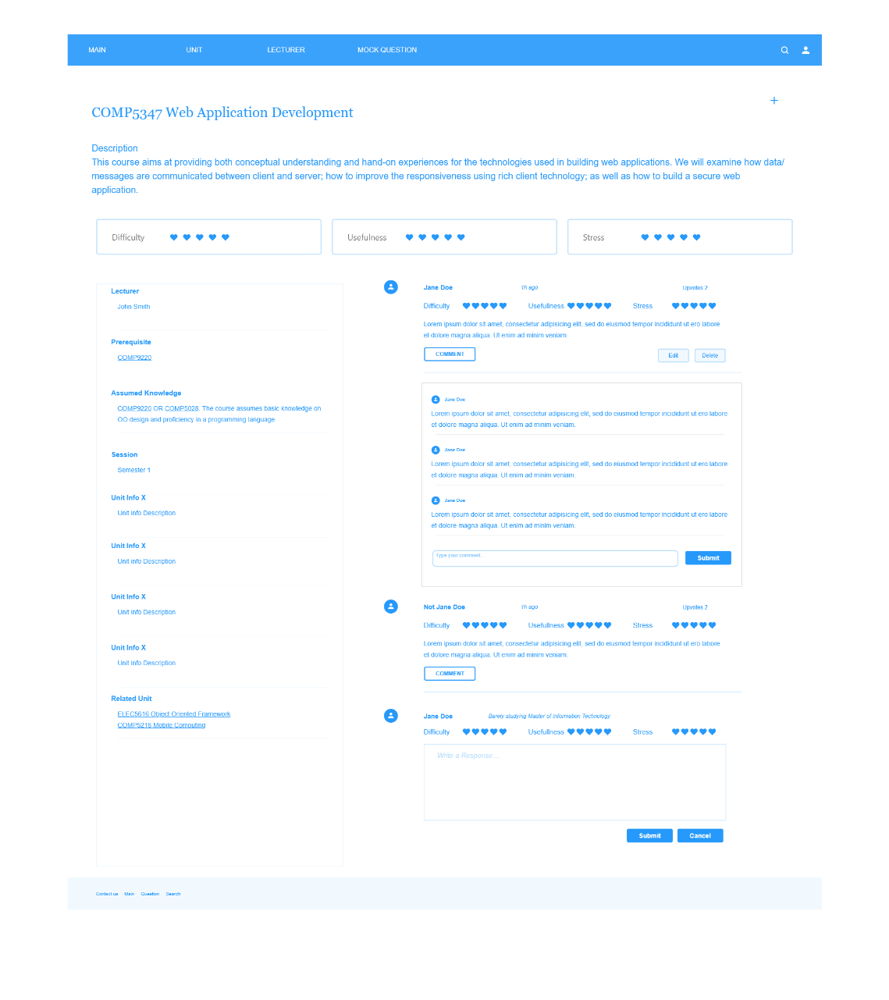 MAIN UNIT LECTURER MOCK QUESTION
COMP5347 Web Application Development
Description
This course aims at providing both conceptual understanding and hand-on experiences for the technologies used in building web applications. We will examine how data/
messages are communicated between client and server; how to improve the responsiveness using rich client technology; as well as how to build a secure web
application.
Difficulty
Usefulness
Stress
Lecturer
John Smith
Prerequisite
COMP9220
Assumed Knowledge
COMP9220 OR COMP5028. The course assumes basic knowledge on
OO design and proficiency in a programming language
Session
Semester 1
Unit Info X
Unit info Description
Unit Info X
Unit info Description
Unit Info X
Unit info Description
Unit Info X
Unit info Description
Related Unit
ELEC5616 Object Oriented Framework
COMP5216 Mobile Computing
Jane Doe 1h ago Upvotes 2
Difficulty Usefullness Stress
Lorem ipsum dolor sit amet, consectetur adipisicing elit, sed do eiusmod tempor incididunt ut ero labore
et dolore magna aliqua. Ut enim ad minim veniam.
COMMENT Edit Delete
Jane Doe
Lorem ipsum dolor sit amet, consectetur adipisicing elit, sed do eiusmod tempor incididunt ut ero labore
et dolore magna aliqua. Ut enim ad minim veniam.
Jane Doe
Lorem ipsum dolor sit amet, consectetur adipisicing elit, sed do eiusmod tempor incididunt ut ero labore
et dolore magna aliqua. Ut enim ad minim veniam.
Jane Doe
Lorem ipsum dolor sit amet, consectetur adipisicing elit, sed do eiusmod tempor incididunt ut ero labore
et dolore magna aliqua. Ut enim ad minim veniam.
Type your comment.. Submit
Not Jane Doe 1h ago Upvotes 2
Difficulty Usefullness Stress
Lorem ipsum dolor sit amet, consectetur adipisicing elit, sed do eiusmod tempor incididunt ut ero labore
et dolore magna aliqua. Ut enim ad minim veniam.
COMMENT
Jane Doe Barely studying Master of Information Technology
Difficulty Usefullness Stress
Write a Response....
Submit Cancel
Contact us Main Question Search